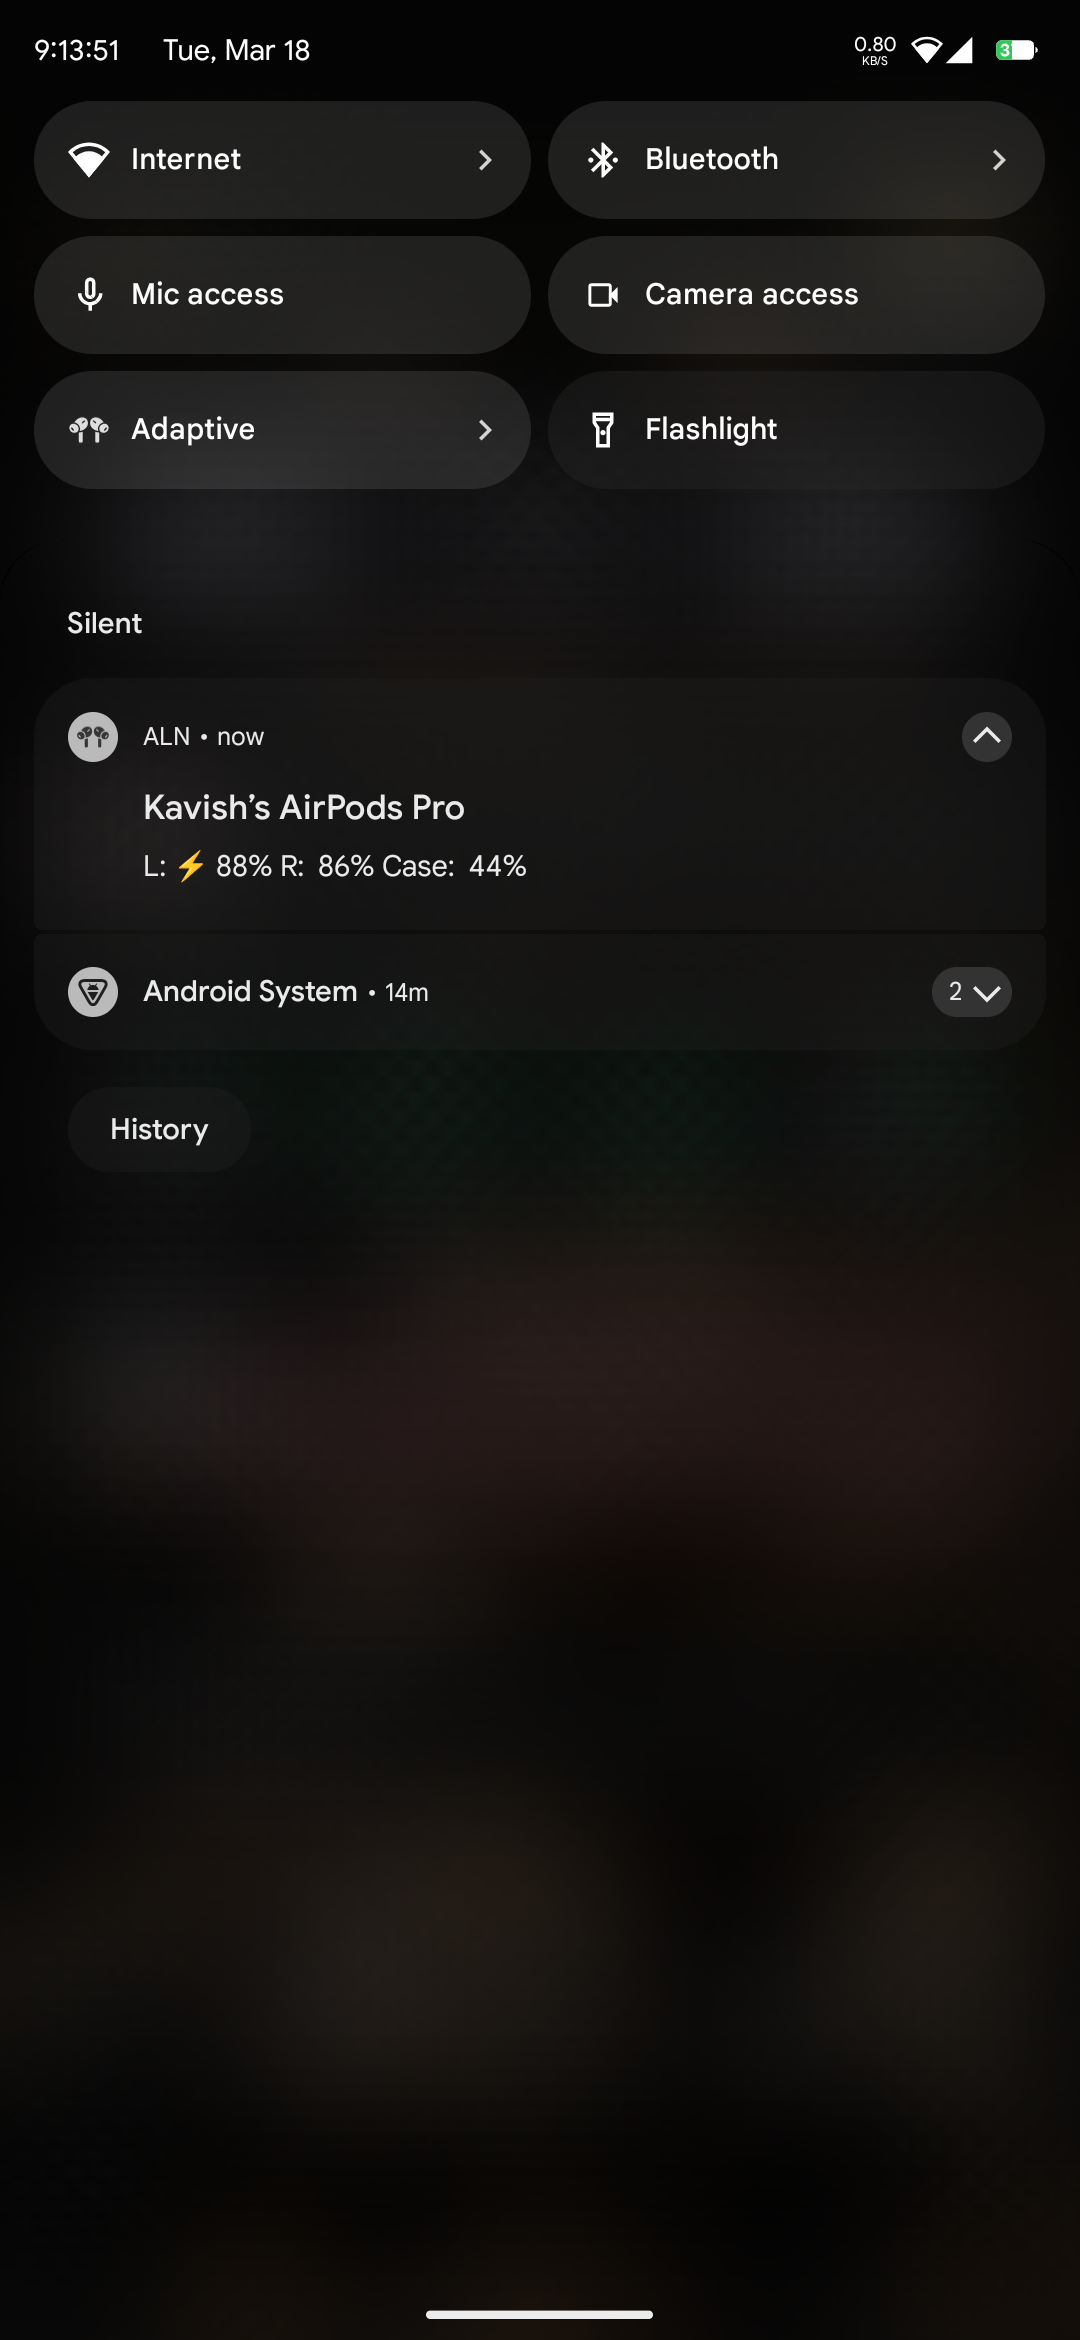 9:13:51 Tue, Mar 18 0.80
KB/S
Internet Bluetooth
Mic access Camera access
Adaptive Flashlight
Silent
ALN • now
Kavish’s AirPods Pro
L: ⚡ 88% R: 86% Case: 44%
Android System • 14m 2
History